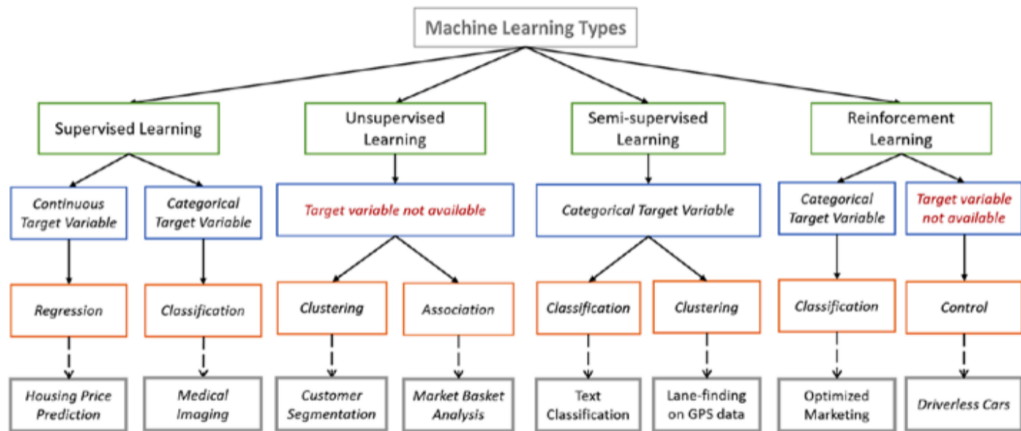 Machine Learning Types
Supervised Learning
Unsupervised
Learning
Semi-supervised
Learning
Reinforcement
Learning
Continuous
Target Variable
Categorical
Target Variable
Target variable not available
Categorical Target Variable
Categorical
Target Variable
Target variable
not available
Regression
Classification
Clustering
Association
Classification
Clustering
Classification
Control
Housing Price
Prediction
Medical
Imaging
Customer
Segmentation
Market Basket
Analysis
Text
Classification
Lane-finding
on GPS data
Optimized
Marketing
Driverless Cars